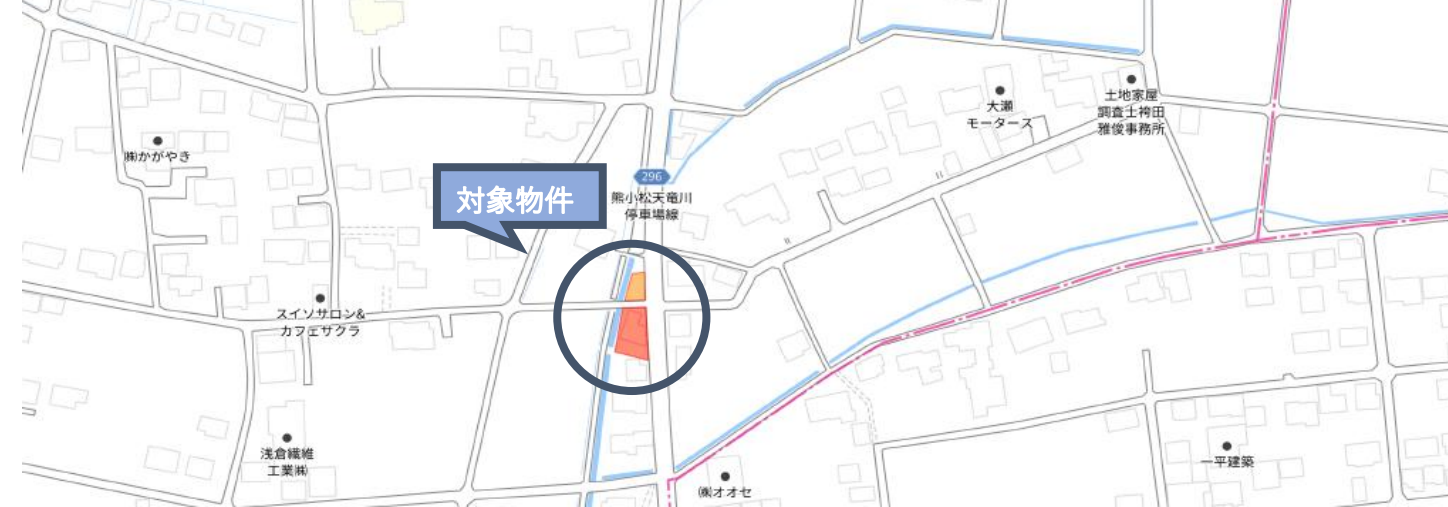 土地家屋
調査士袴田
雅俊事務所
大瀬
モータース
㈱かがやき
296
熊小松天竜川
停車場線
対象物件
スイソサロン&
カフェサクラ
浅倉繊維
工業㈱
一平建築
㈱オオセ